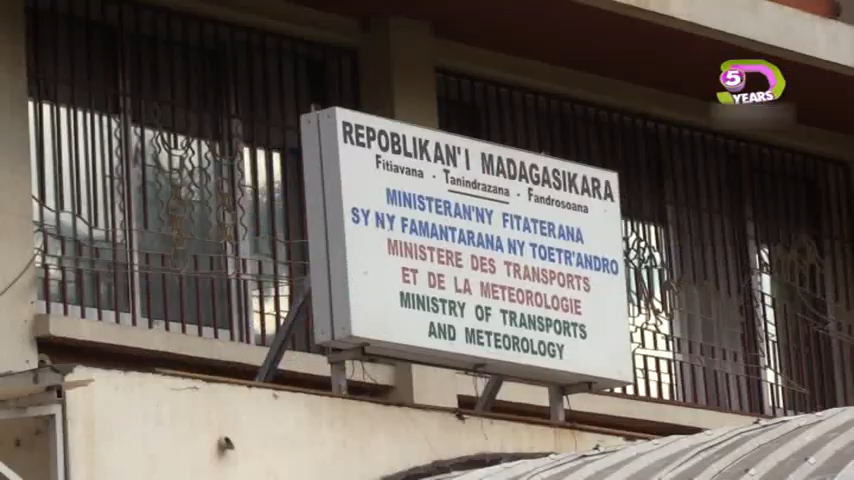 5
YEARS
REPOBLIKAN'I MADAGASIKARA
Fitiavana - Tanindrazana - Fandrosoana
MINISTERAN'NY FITATERANA
SY NY FAMANTARANA NY TOETR'ANDRO
MINISTERE DES TRANSPORTS
ET DE LA METEOROLOGIE
MINISTRY OF TRANSPORTS
AND METEOROLOGY